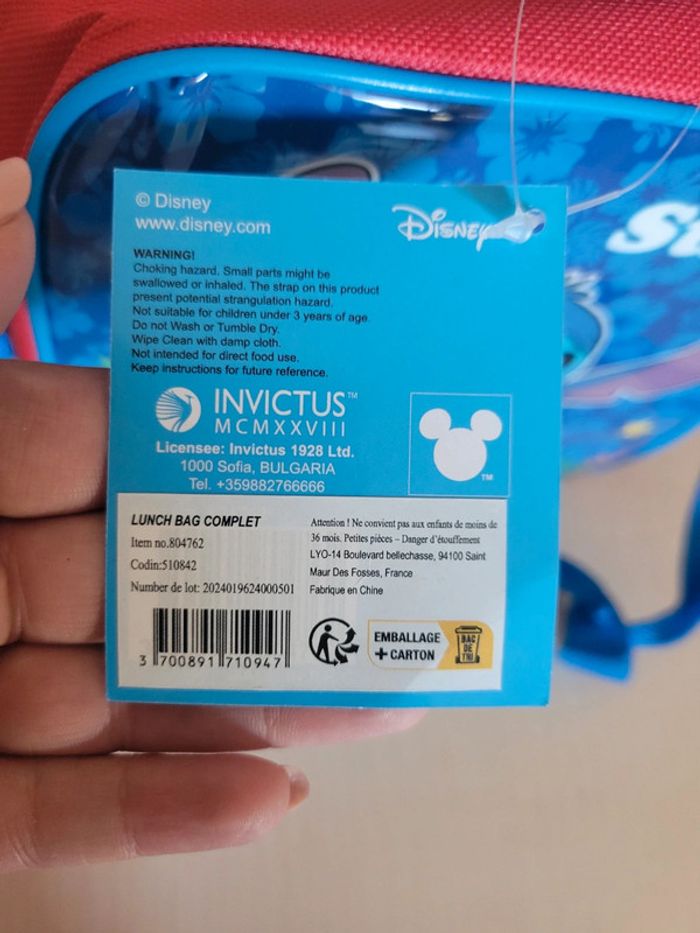 © Disney
www.disney.com
Disney
WARNING!
Choking hazard. Small parts might be
swallowed or inhaled. The strap on this product
present potential strangulation hazard.
Not suitable for children under 3 years of age.
Do not Wash or Tumble Dry.
Wipe Clean with damp cloth.
Not intended for direct food use.
Keep instructions for future reference.
INVICTUS™
MCMXXVIII
Licensee: Invictus 1928 Ltd.
1000 Sofia, BULGARIA
Tel. +359882766666
TM
LUNCH BAG COMPLET
Item no.804762
Codin:510842
Number de lot: 2024019624000501
3 700891 710947
Attention ! Ne convient pas aux enfants de moins de
36 mois. Petites pièces – Danger d'étouffement
LYO-14 Boulevard bellechasse, 94100 Saint
Maur Des Fosses, France
Fabrique en Chine
EMBALLAGE
+ CARTON
BAC
DE
TRI